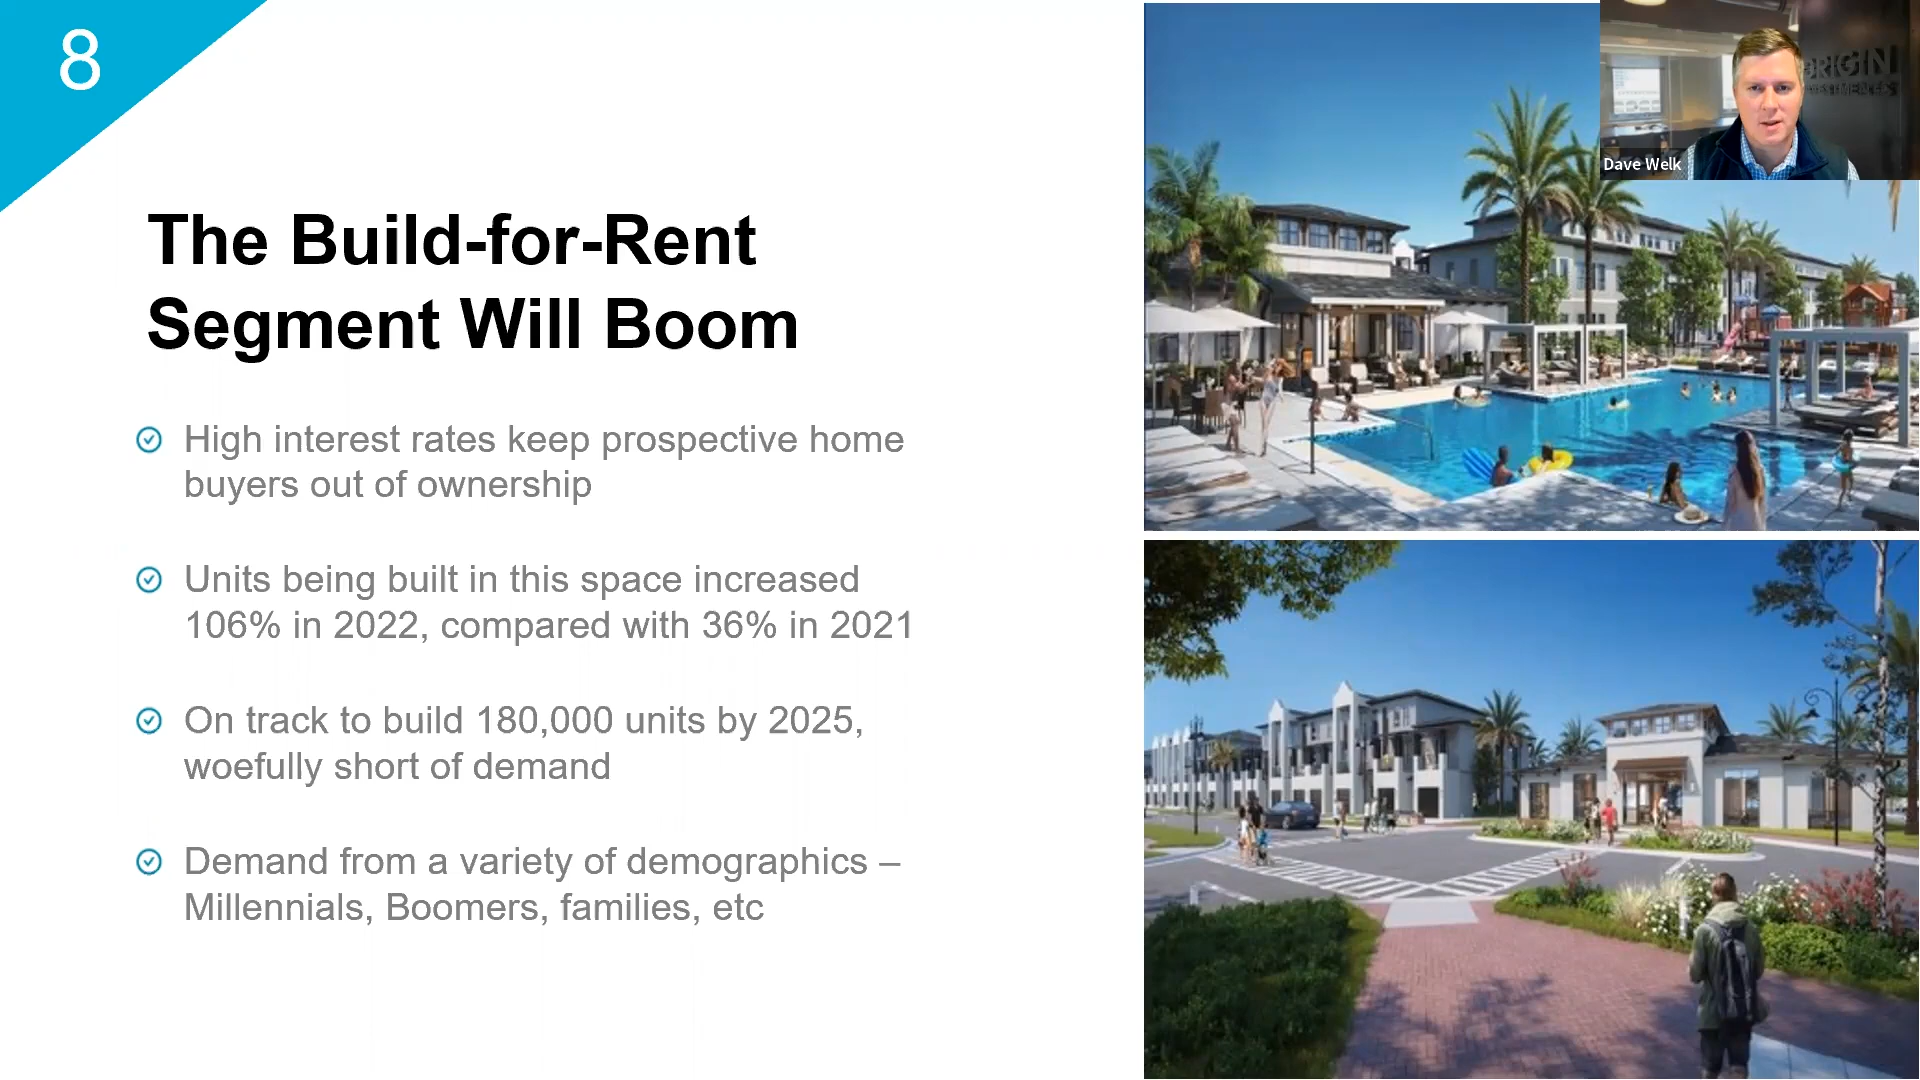 8
The Build-for-Rent
Segment Will Boom
High interest rates keep prospective home
buyers out of ownership
Units being built in this space increased
106% in 2022, compared with 36% in 2021
On track to build 180,000 units by 2025,
woefully short of demand
Demand from a variety of demographics –
Millennials, Boomers, families, etc
ORIGIN
INVESTMENTS
Dave Welk